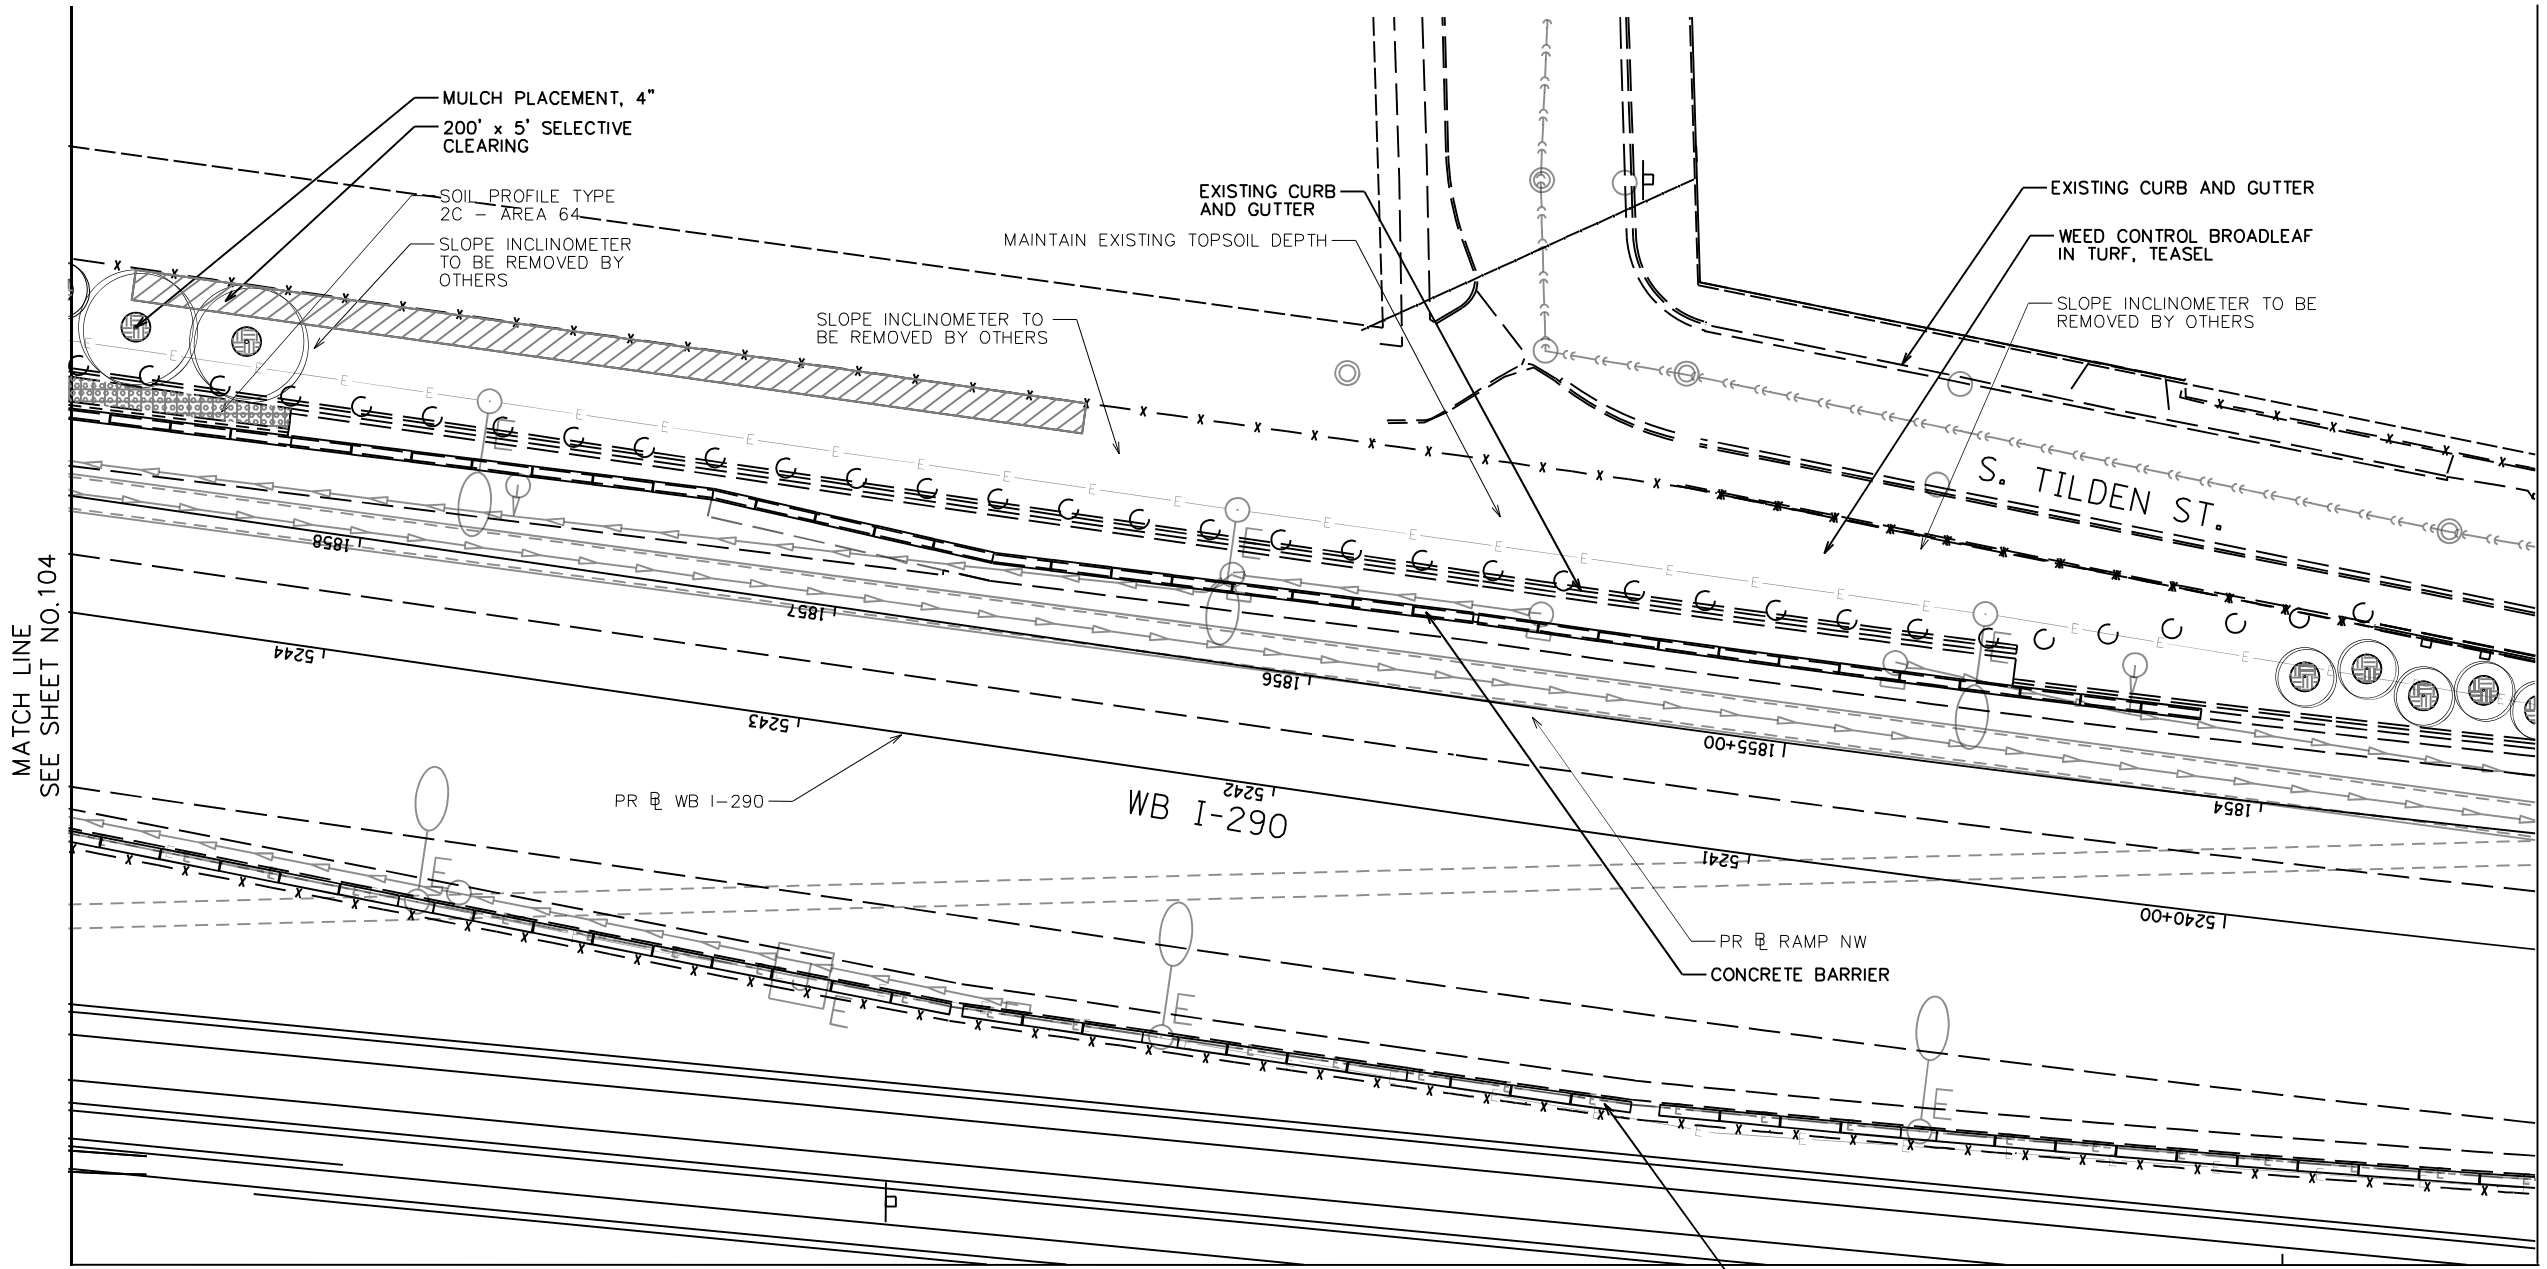 MULCH PLACEMENT, 4"
200' x 5' SELECTIVE
CLEARING
SOIL PROFILE TYPE
2C - AREA 64
SLOPE INCLINOMETER
TO BE REMOVED BY
OTHERS
SLOPE INCLINOMETER TO
BE REMOVED BY OTHERS
EXISTING CURB
AND GUTTER
MAINTAIN EXISTING TOPSOIL DEPTH
EXISTING CURB AND GUTTER
WEED CONTROL BROADLEAF
IN TURF, TEASEL
SLOPE INCLINOMETER TO BE
REMOVED BY OTHERS
S. TILDEN ST.
MATCH LINE
SEE SHEET NO. 104
1858
1857
1856
1855+00
1854
5244
5243
5242
5241
5240+00
PR BL WB I-290
WB I-290
PR BL RAMP NW
CONCRETE BARRIER